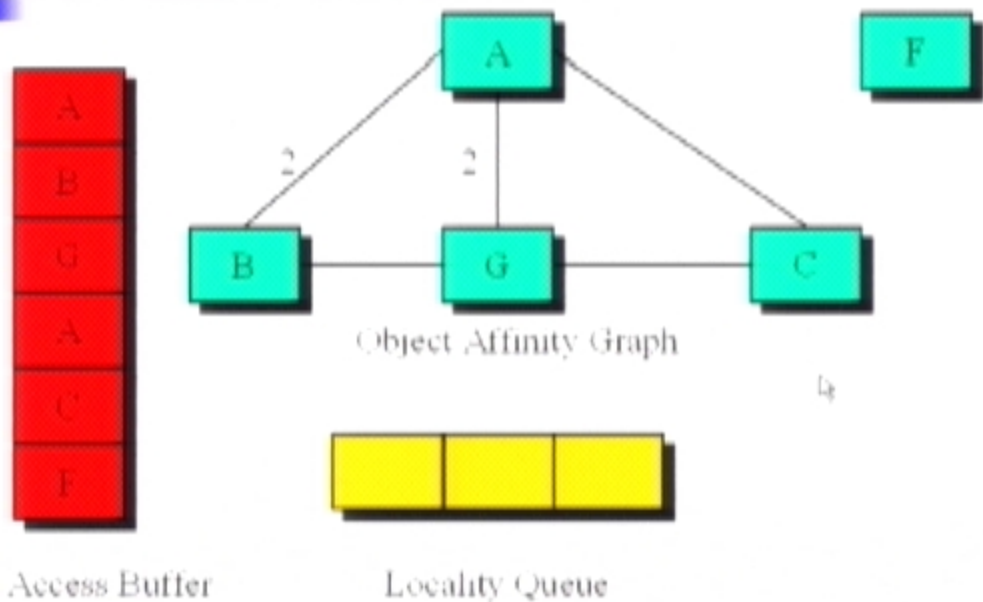 A
F
A
B
G
A
C
F
2
2
B
G
C
Object Affinity Graph
Access Buffer
Locality Queue